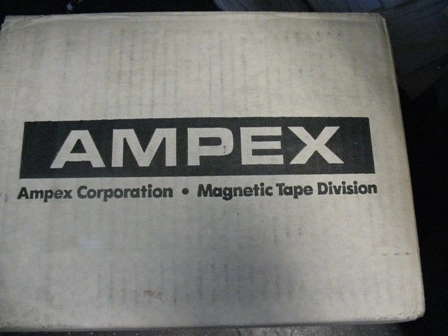 AMPEX
Ampex Corporation • Magnetic Tape Division